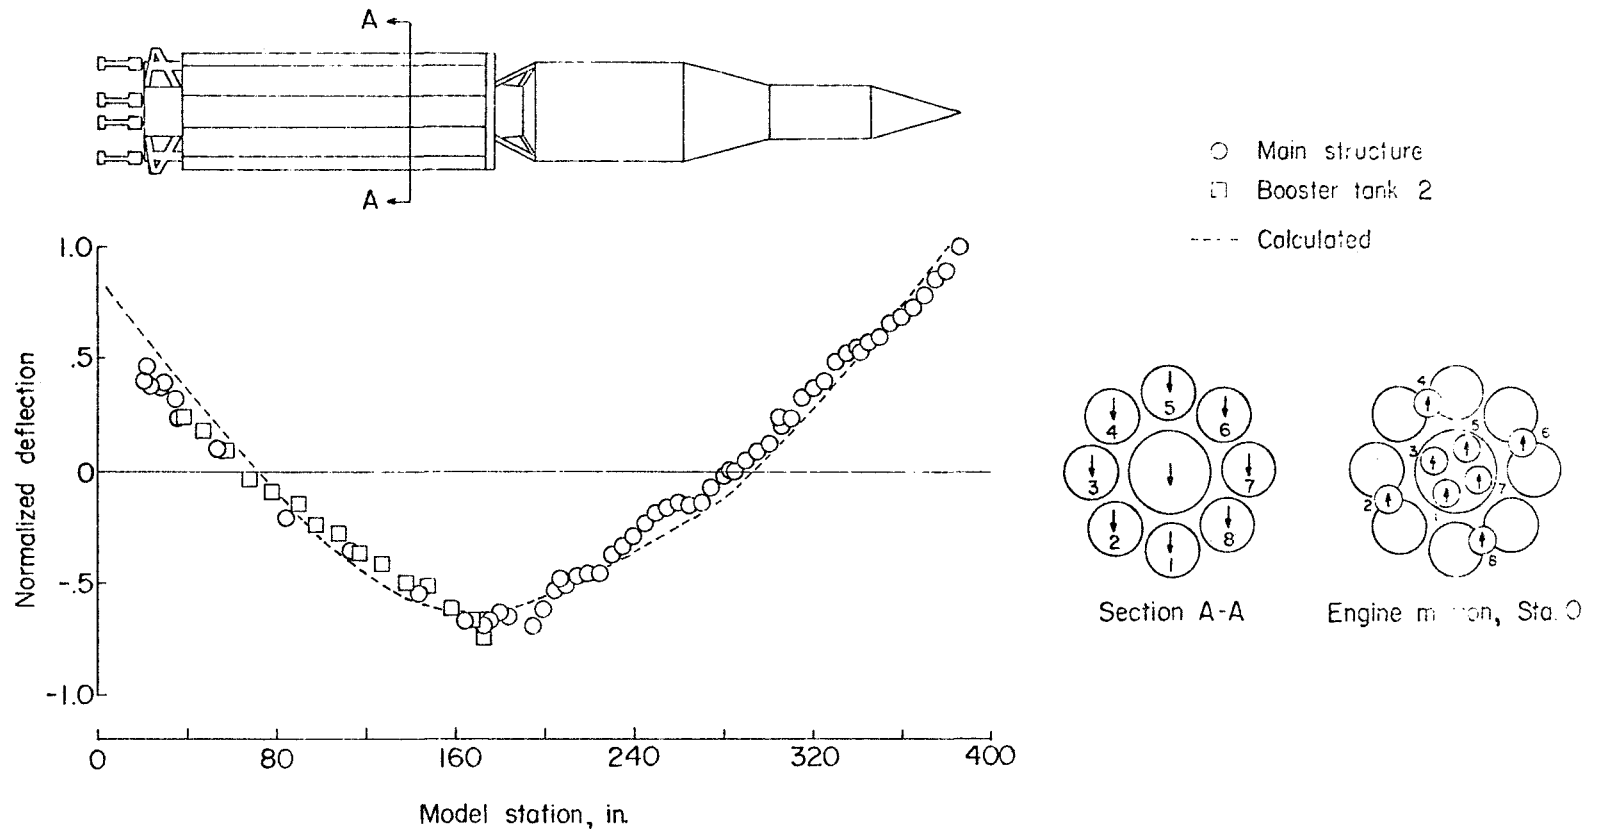 A
A
Main structure
Booster tank 2
Calculated
1.0
.5
0
-.5
-1.0
Normalized deflection
0
80
160
240
320
400
Model station, in.
5
4
6
3
7
2
8
1
Section A-A
4
5
6
3
7
2
8
Engine Sta. 0